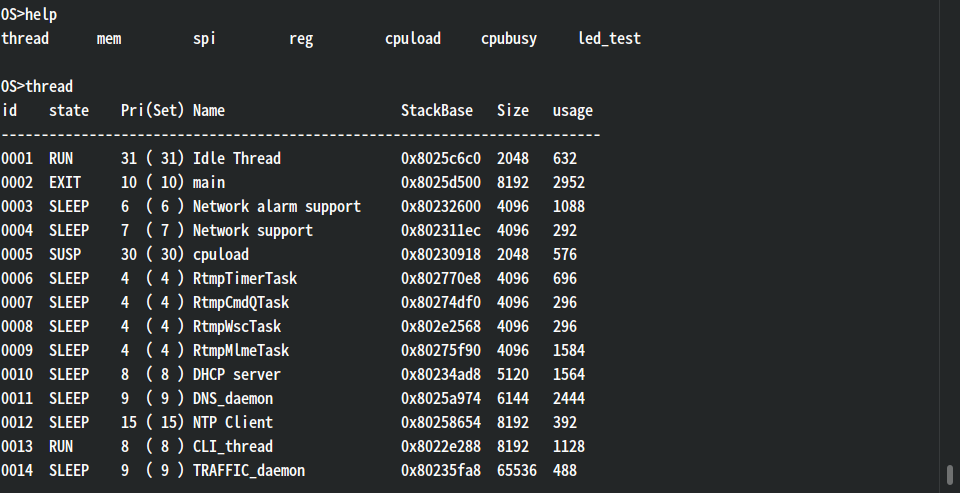 OS>help
thread      mem         spi         reg         cpuload     cpubusy     led_test
OS>thread
id    state    Pri(Set) Name                      StackBase   Size   usage
---------------------------------------------------------------------------
0001  RUN      31 ( 31) Idle Thread               0x8025c6c0  2048   632
0002  EXIT     10 ( 10) main                      0x8025d500  8192   2952
0003  SLEEP    6  ( 6 ) Network alarm support     0x80232600  4096   1088
0004  SLEEP    7  ( 7 ) Network support           0x802311ec  4096   292
0005  SUSP     30 ( 30) cpuload                   0x80230918  2048   576
0006  SLEEP    4  ( 4 ) RtmpTimerTask             0x802770e8  4096   696
0007  SLEEP    4  ( 4 ) RtmpCmdQTask              0x80274df0  4096   296
0008  SLEEP    4  ( 4 ) RtmpWscTask               0x802e2568  4096   296
0009  SLEEP    4  ( 4 ) RtmpMlmeTask              0x80275f90  4096   1584
0010  SLEEP    8  ( 8 ) DHCP server               0x80234ad8  5120   1564
0011  SLEEP    9  ( 9 ) DNS_daemon                0x8025a974  6144   2444
0012  SLEEP    15 ( 15) NTP Client                0x80258654  8192   392
0013  RUN      8  ( 8 ) CLI_thread                0x8022e288  8192   1128
0014  SLEEP    9  ( 9 ) TRAFFIC_daemon            0x80235fa8  65536  488